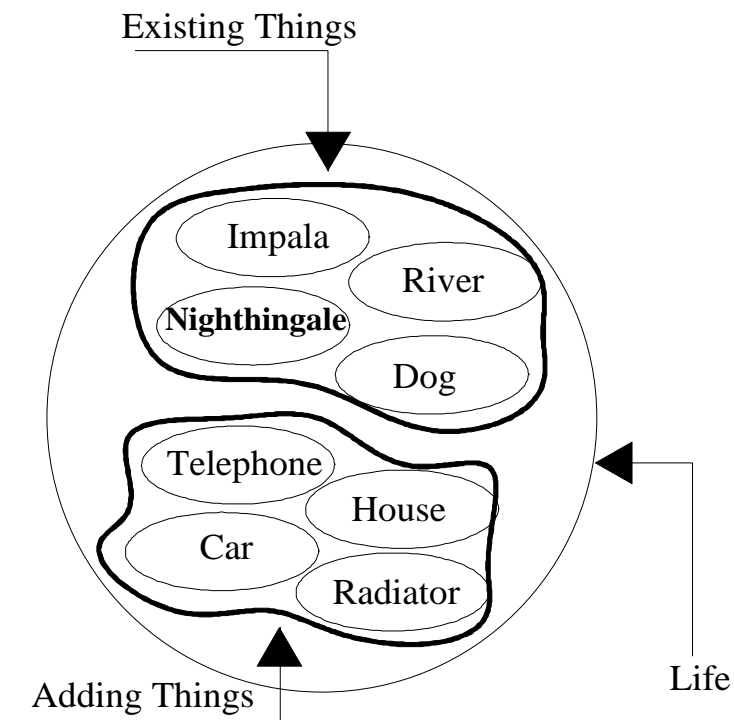 Existing Things
Impala
River
Nighthingale
Dog
Telephone
House
Car
Radiator
Life
Adding Things